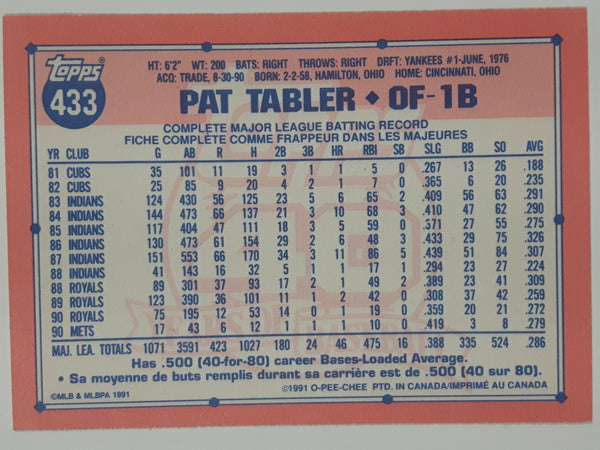 topps®
433
HT: 6'2" WT: 200 BATS: RIGHT THROWS: RIGHT DRFT: YANKEES #1-JUNE, 1976
ACQ: TRADE, 8-30-90 BORN: 2-2-58, HAMILTON, OHIO HOME: CINCINNATI, OHIO
PAT TABLER ◆ OF-1B
COMPLETE MAJOR LEAGUE BATTING RECORD
FICHE COMPLÈTE COMME FRAPPEUR DANS LES MAJEURES
YR CLUB G AB R H 2B 3B HR RBI SB SLG BB SO AVG
81 CUBS 35 101 11 19 3 1 1 5 0 .267 13 26 .188
82 CUBS 25 85 9 20 4 2 1 7 0 .365 6 20 .235
83 INDIANS 124 430 56 125 23 5 6 65 2 .409 56 63 .291
84 INDIANS 144 473 66 137 21 3 10 68 3 .410 47 62 .290
85 INDIANS 117 404 47 111 18 3 5 59 0 .371 27 55 .275
86 INDIANS 130 473 61 154 29 2 6 48 3 .433 29 75 .326
87 INDIANS 151 553 66 170 34 3 11 86 5 .439 51 84 .307
88 INDIANS 41 143 16 32 5 1 1 17 1 .294 23 27 .224
88 ROYALS 89 301 37 93 17 2 1 49 2 .389 23 41 .309
89 ROYALS 123 390 36 101 11 1 2 42 0 .308 37 42 .259
90 ROYALS 75 195 12 53 14 0 1 19 0 .359 20 21 .272
90 METS 17 43 6 12 1 1 1 10 0 .419 3 8 .279
MAJ. LEA. TOTALS 1071 3591 423 1027 180 24 46 475 16 .388 335 524 .286
Has .500 (40-for-80) career Bases-Loaded Average.
• Sa moyenne de buts remplis durant sa carrière est de .500 (40 sur 80).
©MLB & MLBPA 1991
©1991 O-PEE-CHEE PTD. IN CANADA/IMPRIMÉ AU CANADA